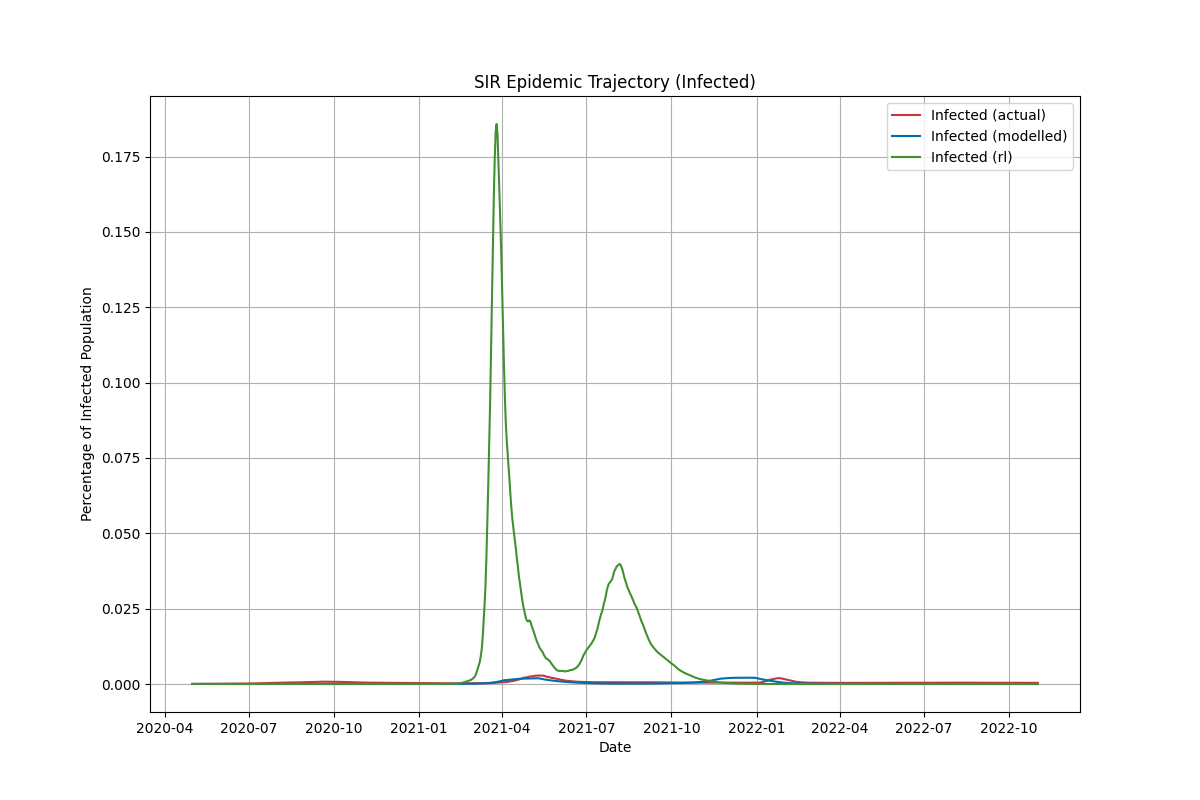 SIR Epidemic Trajectory (Infected)
Infected (actual)
Infected (modelled)
Infected (rl)
Percentage of Infected Population
0.175
0.150
0.125
0.100
0.075
0.050
0.025
0.000
2020-04 2020-07 2020-10 2021-01 2021-04 2021-07 2021-10 2022-01 2022-04 2022-07 2022-10
Date